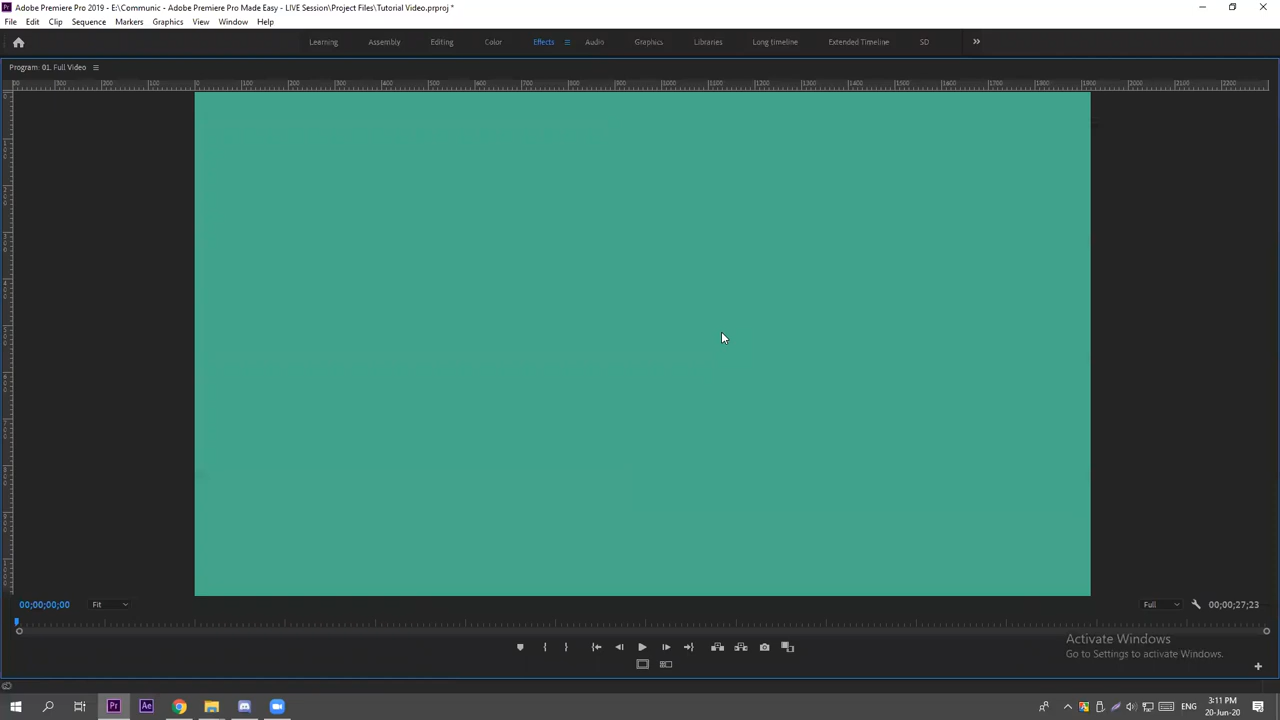 Adobe Premiere Pro 2019 - E:\Communic - Adobe Premiere Pro Made Easy - LIVE Session\Project Files\Tutorial Video.prproj *
File Edit Clip Sequence Markers Graphics View Window Help
Learning Assembly Editing Color Effects Audio Graphics Libraries Long timeline Extended Timeline SD
Program: 01. Full Video
00;00;00;00 Fit Full 00;00;27;23
Activate Windows
Go to Settings to activate Windows.
Pr Ae ENG 3:11 PM
20-Jun-20